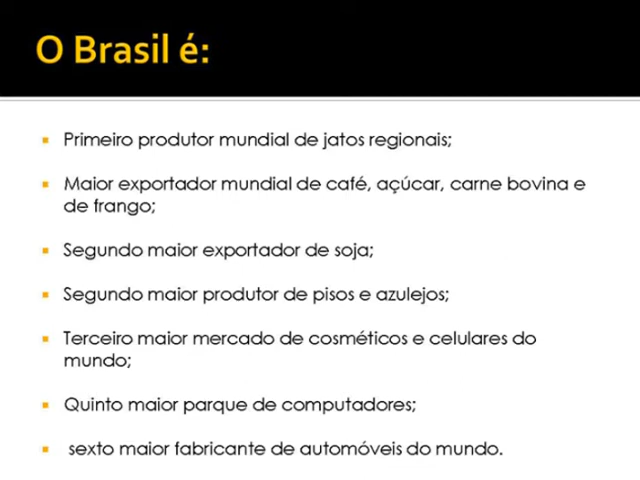 O Brasil é:
Primeiro produtor mundial de jatos regionais;
Maior exportador mundial de café, açúcar, carne bovina e
de frango;
Segundo maior exportador de soja;
Segundo maior produtor de pisos e azulejos;
Terceiro maior mercado de cosméticos e celulares do
mundo;
Quinto maior parque de computadores;
sexto maior fabricante de automóveis do mundo.